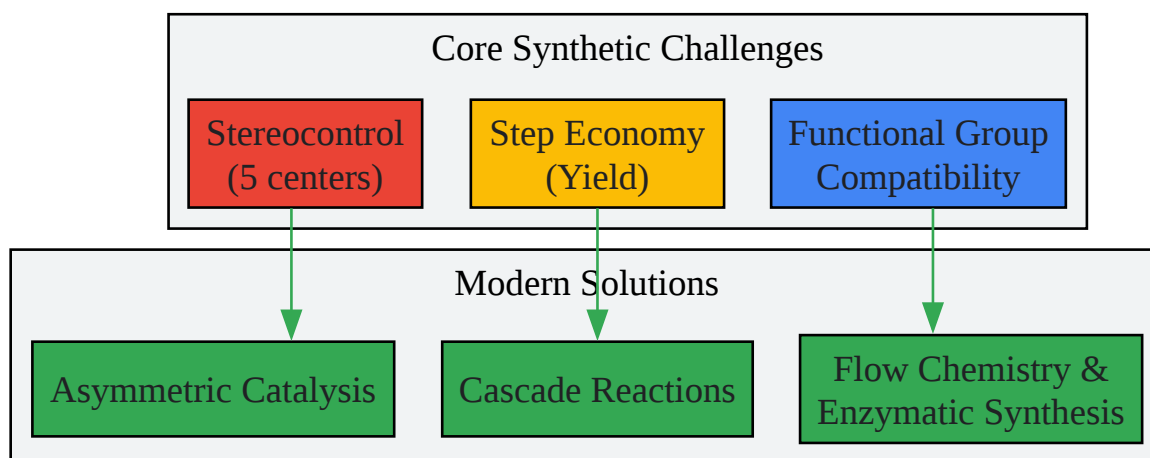 Core Synthetic Challenges
Stereocontrol
(5 centers)
Step Economy
(Yield)
Functional Group
Compatibility
Modern Solutions
Asymmetric Catalysis
Cascade Reactions
Flow Chemistry &
Enzymatic Synthesis